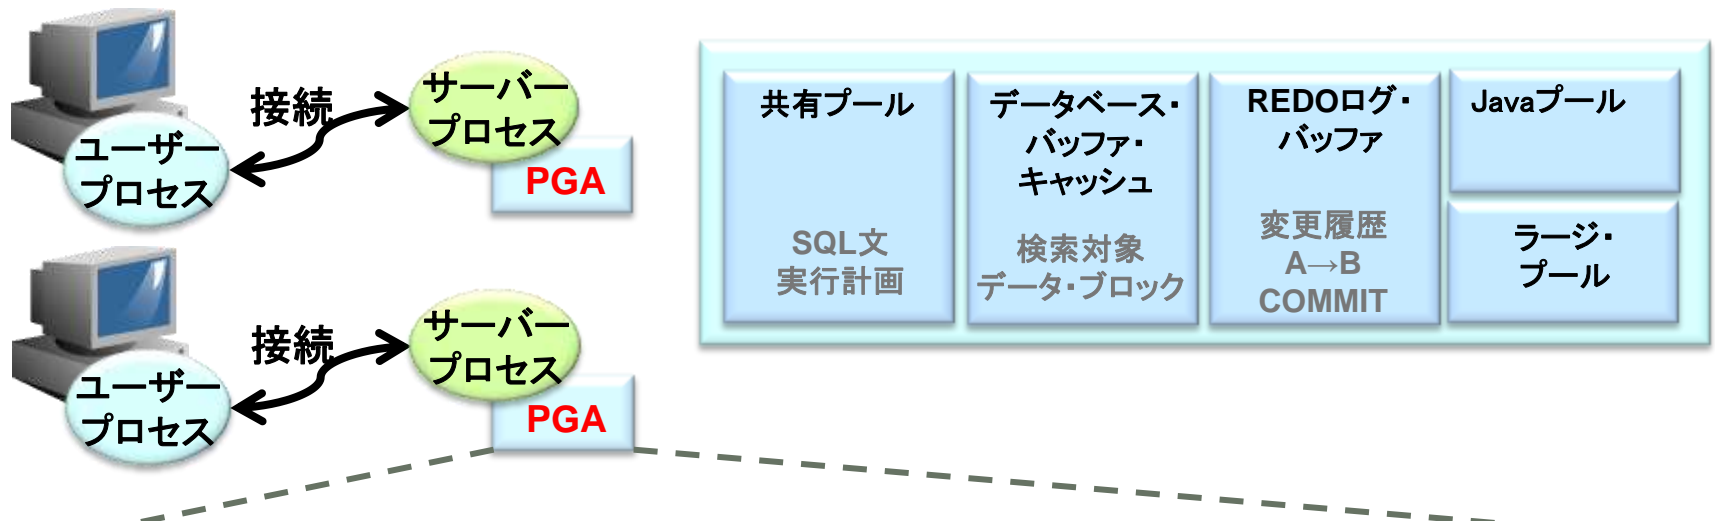 接続
サーバー
プロセス
ユーザー
プロセス
PGA
接続
サーバー
プロセス
ユーザー
プロセス
PGA
共有プール
SQL文
実行計画
データベース・
バッファ・
キャッシュ
検索対象
データ・ブロック
REDOログ・
バッファ
変更履歴
A→B
COMMIT
Javaプール
ラージ・
プール